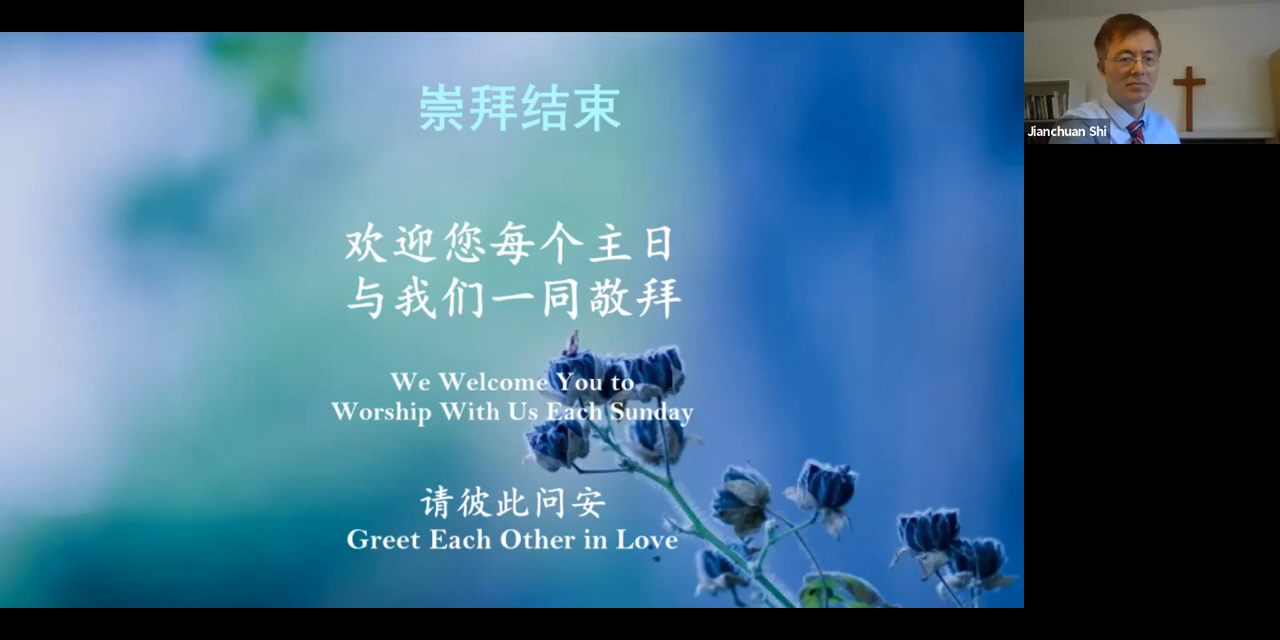 崇拜结束
欢迎您每个主日
与我们一同敬拜
We Welcome You to
Worship With Us Each Sunday
请彼此问安
Greet Each Other in Love
Jianchuan Shi